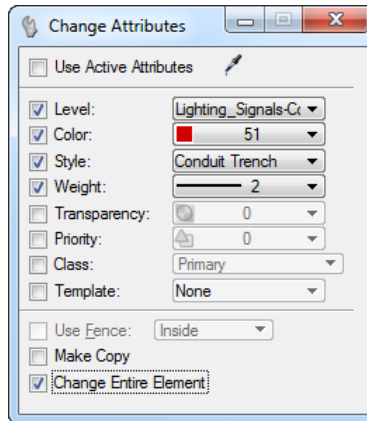 Change Attributes
Use Active Attributes
Level: Lighting_Signals-Co
Color: 51
Style: Conduit Trench
Weight: 2
Transparency: 0
Priority: 0
Class: Primary
Template: None
Use Fence: Inside
Make Copy
Change Entire Element